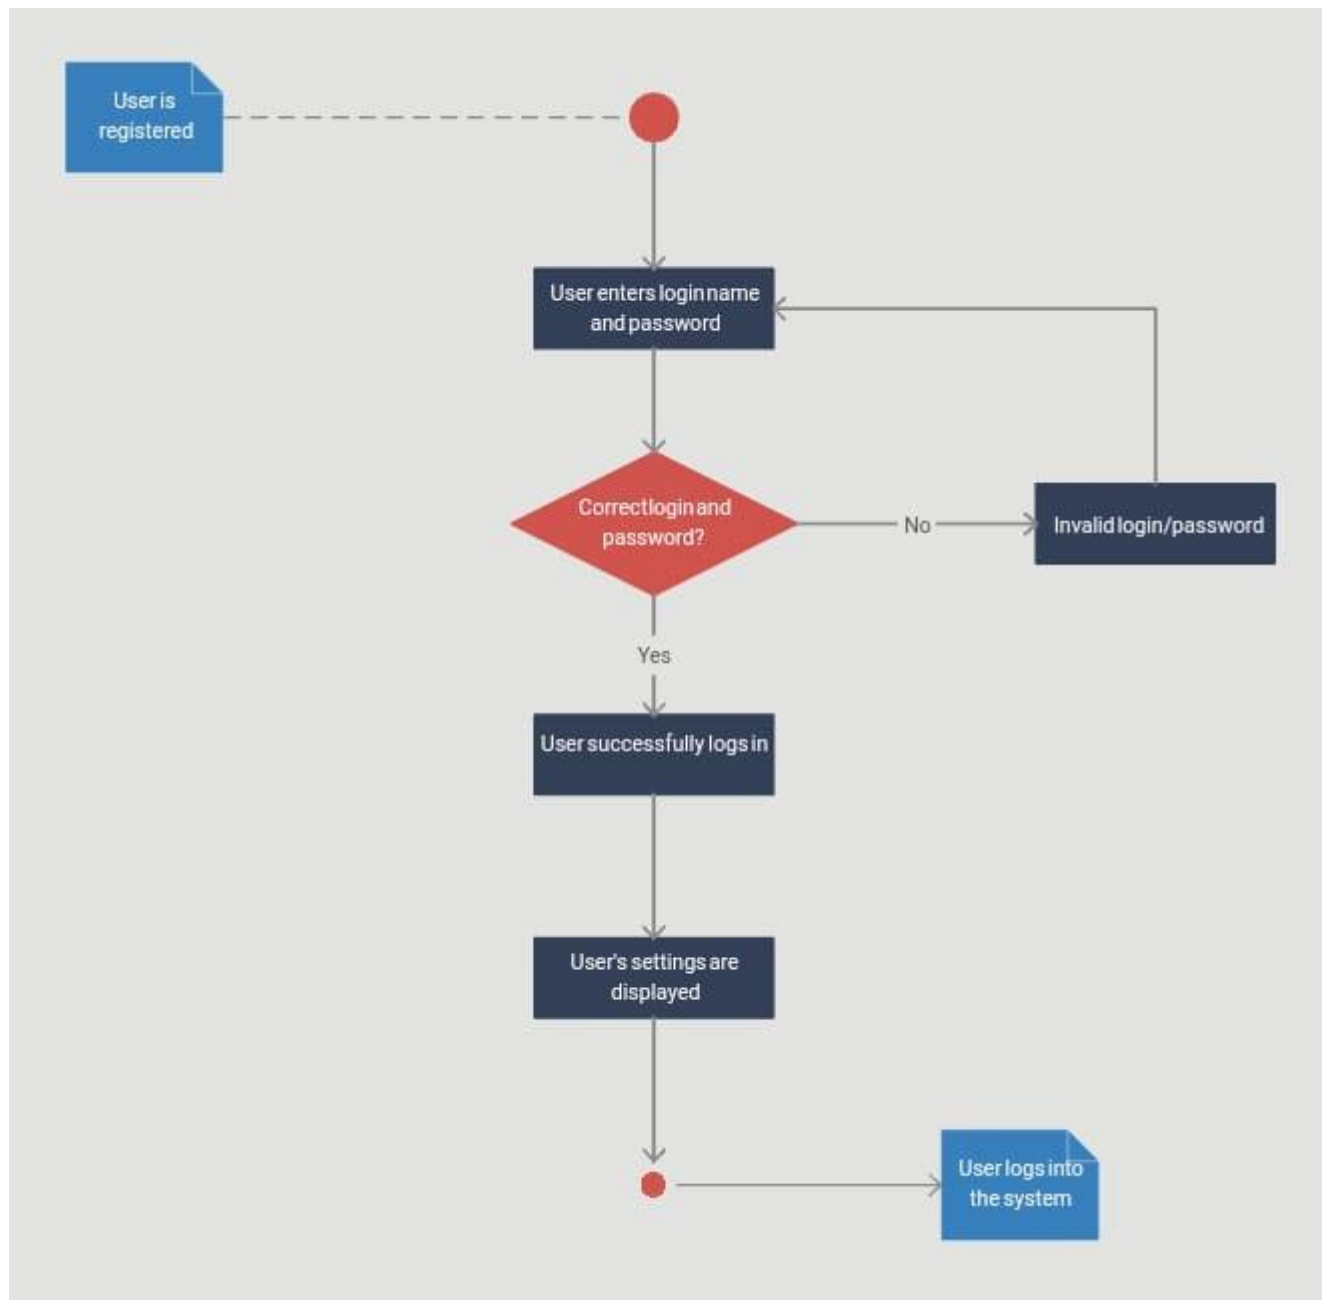 User is
registered
User enters login name
and password
Correct login and
password?
No
Invalid login/password
Yes
User successfully logs in
User's settings are
displayed
User logs into
the system